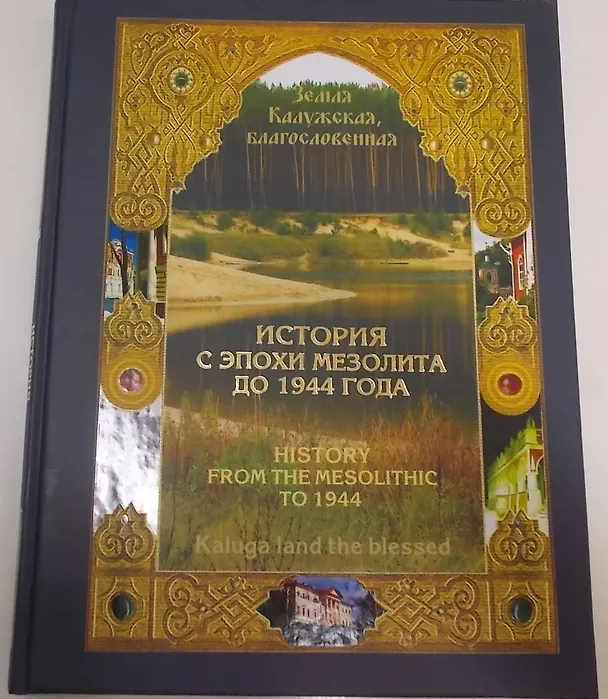 Земля
Калужская,
благословенная
ИСТОРИЯ
С ЭПОХИ МЕЗОЛИТА
ДО 1944 ГОДА
HISTORY
FROM THE MESOLITHIC
TO 1944
Kaluga land the blessed